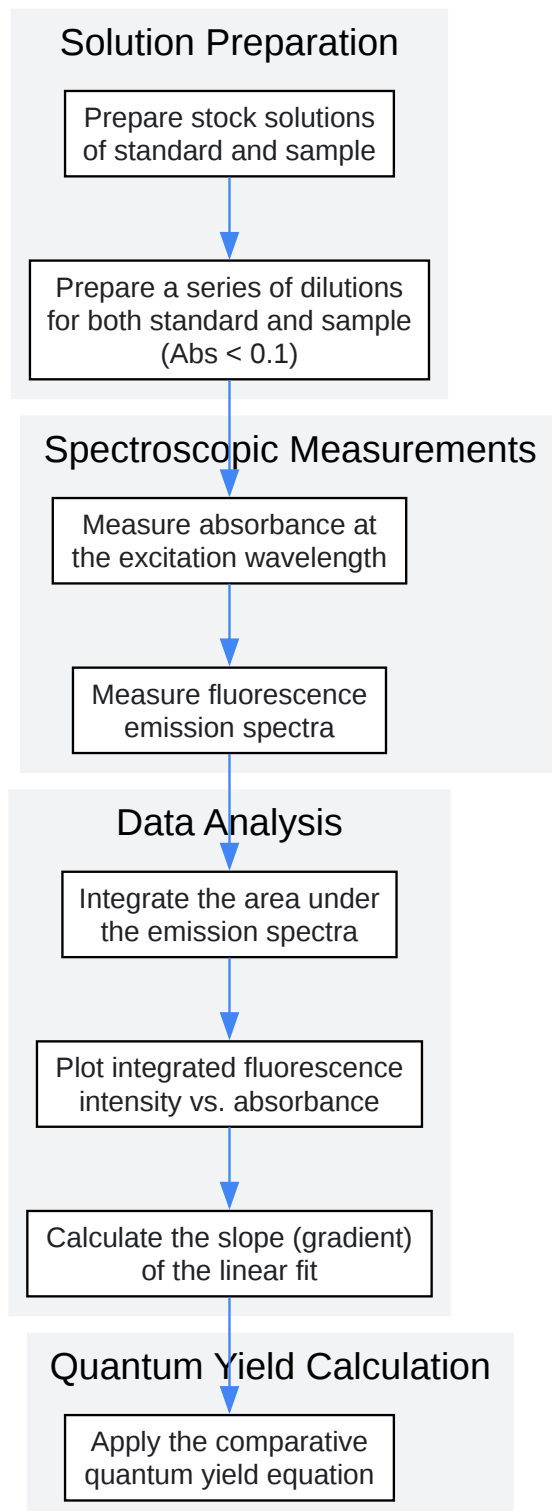 Solution Preparation
Prepare stock solutions
of standard and sample
Prepare a series of dilutions
for both standard and sample
(Abs < 0.1)
Spectroscopic Measurements
Measure absorbance at
the excitation wavelength
Measure fluorescence
emission spectra
Data Analysis
Integrate the area under
the emission spectra
Plot integrated fluorescence
intensity vs. absorbance
Calculate the slope (gradient)
of the linear fit
Quantum Yield Calculation
Apply the comparative
quantum yield equation